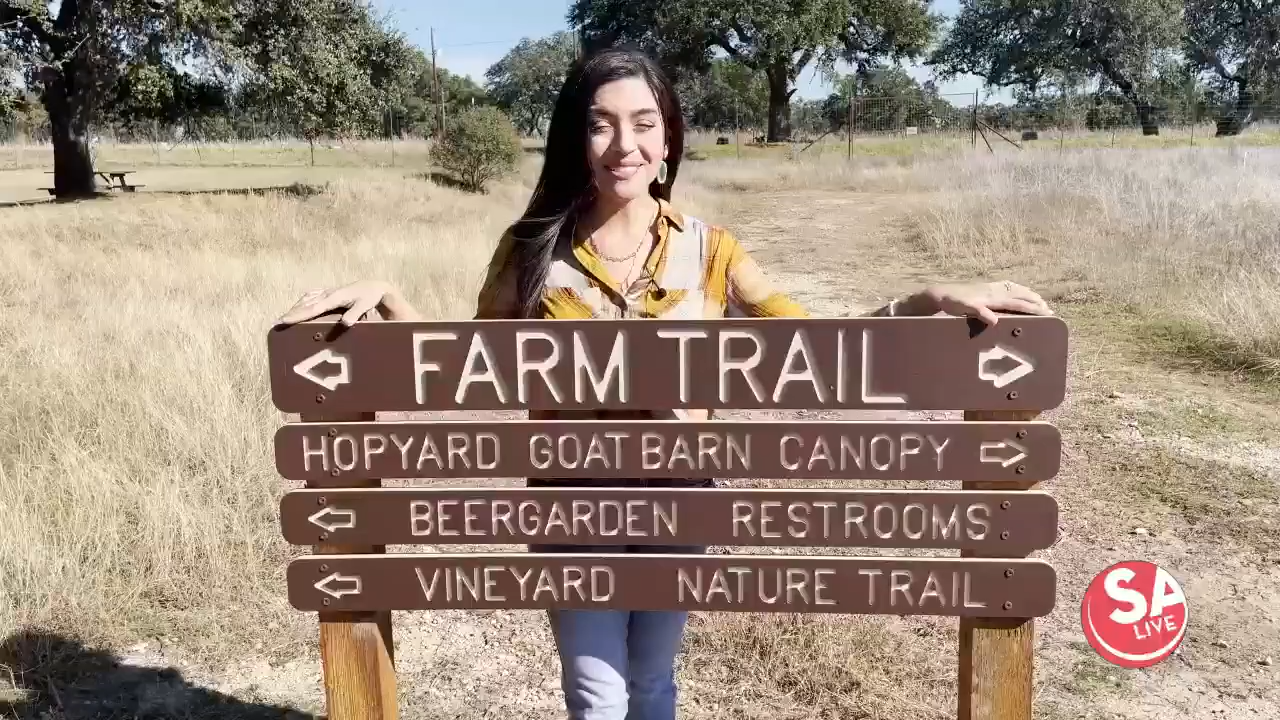 FARM TRAIL
HOPYARD GOAT BARN CANOPY
BEERGARDEN RESTROOMS
VINEYARD NATURE TRAIL
SA
LIVE